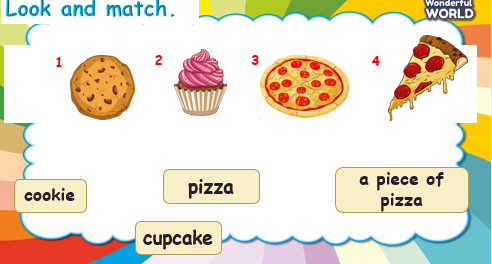 Look and match.
Wonderful
WORLD
1
2
3
4
cookie
pizza
a piece of
pizza
cupcake